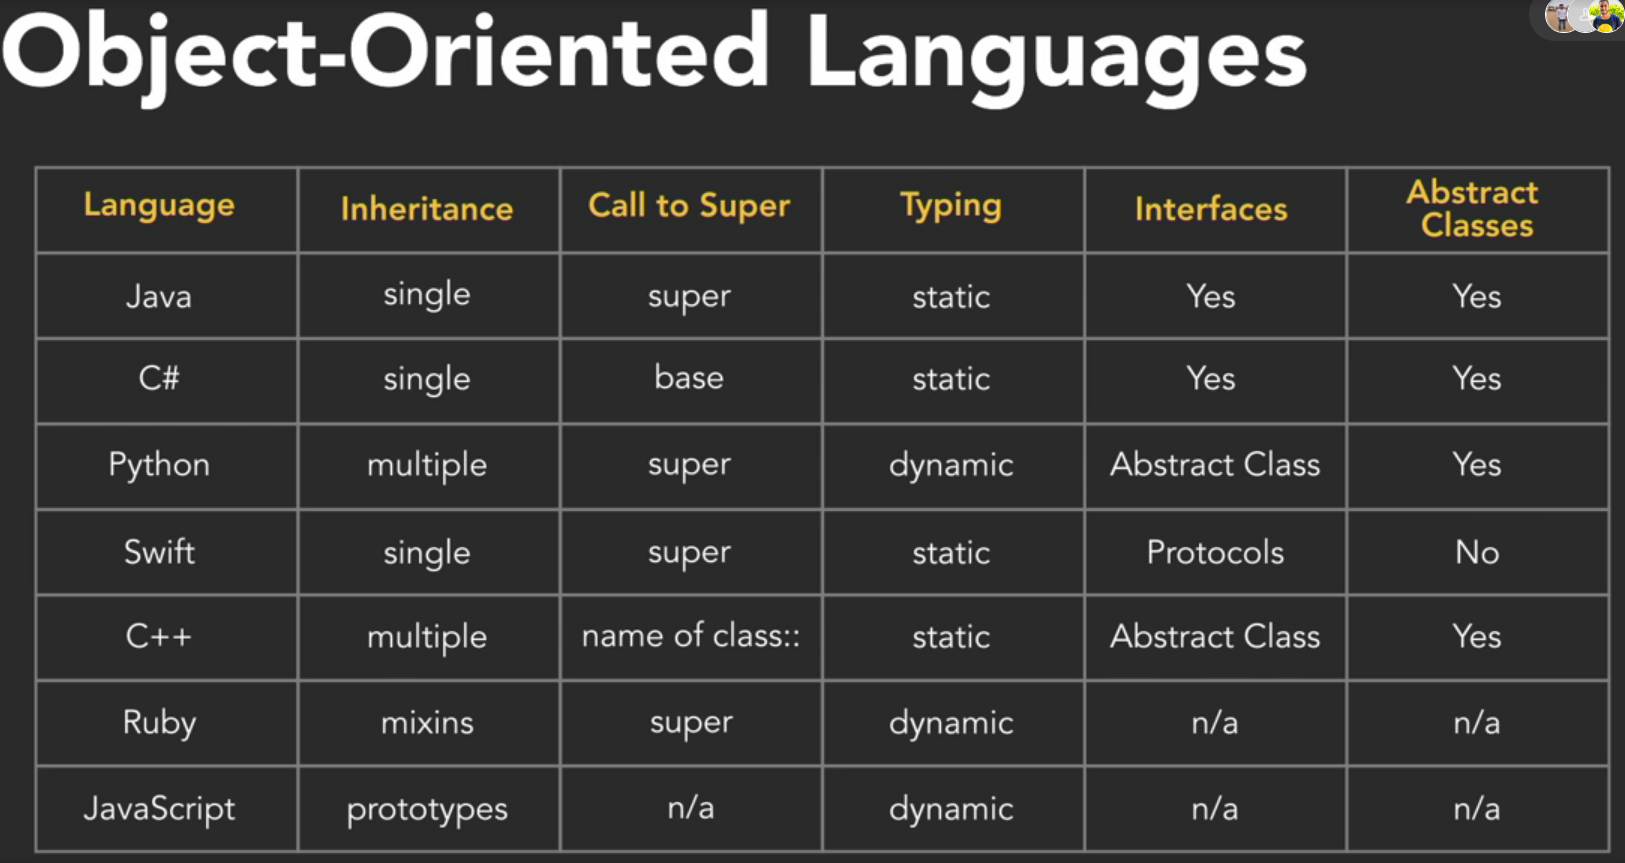 Object-Oriented Languages
Language Inheritance Call to Super Typing Interfaces Abstract Classes
Java single super static Yes Yes
C# single base static Yes Yes
Python multiple super dynamic Abstract Class Yes
Swift single super static Protocols No
C++ multiple name of class:: static Abstract Class Yes
Ruby mixins super dynamic n/a n/a
JavaScript prototypes n/a dynamic n/a n/a